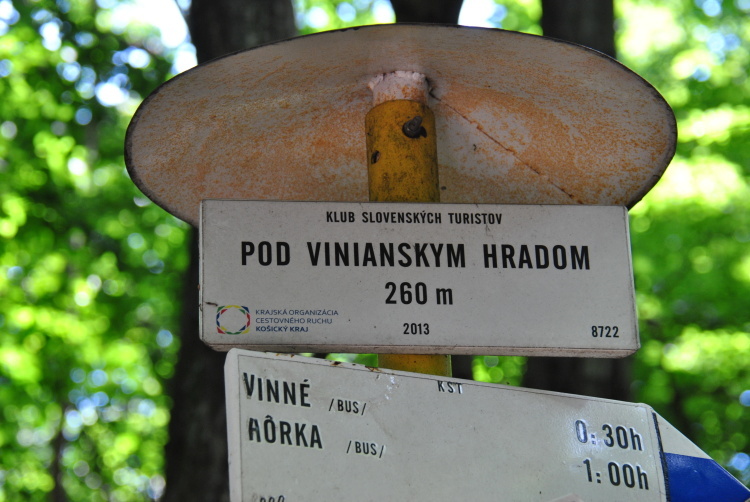 KLUB SLOVENSKÝCH TURISTOV
POD VINIANSKYM HRADOM
260 m
KRAJSKÁ ORGANIZÁCIA
CESTOVNÉHO RUCHU
KOŠICKÝ KRAJ
2013
8722
KST
VINNÉ /BUS/ 0:30h
HÔRKA /BUS/ 1:00h